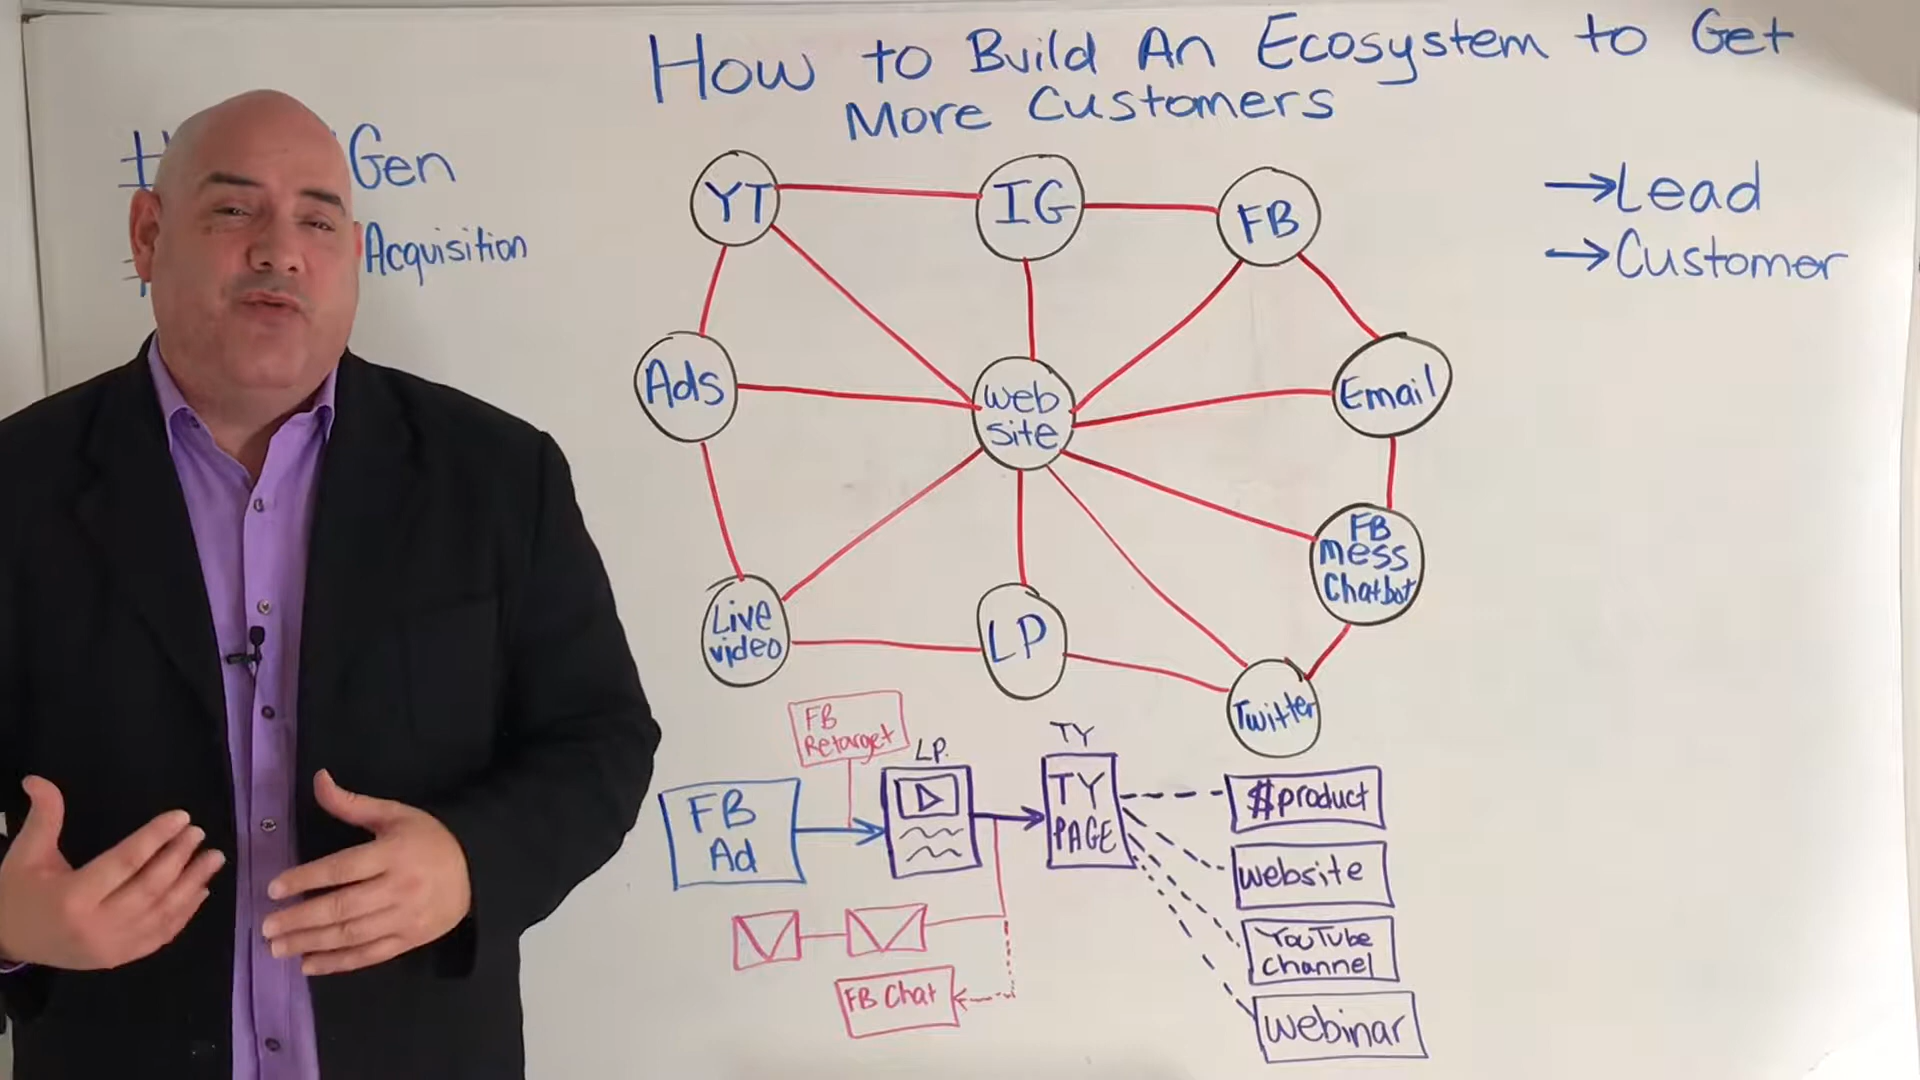 How to Build An Ecosystem to Get
More Customers
Gen
Acquisition
→Lead
→Customer
YT
IG
FB
Ads
web
site
Email
FB
mess
Chatbot
Live
video
LP
Twitter
FB
Retarget
LP.
TY
FB
Ad
TY
PAGE
$product
website
YouTube
Channel
webinar
FB Chat